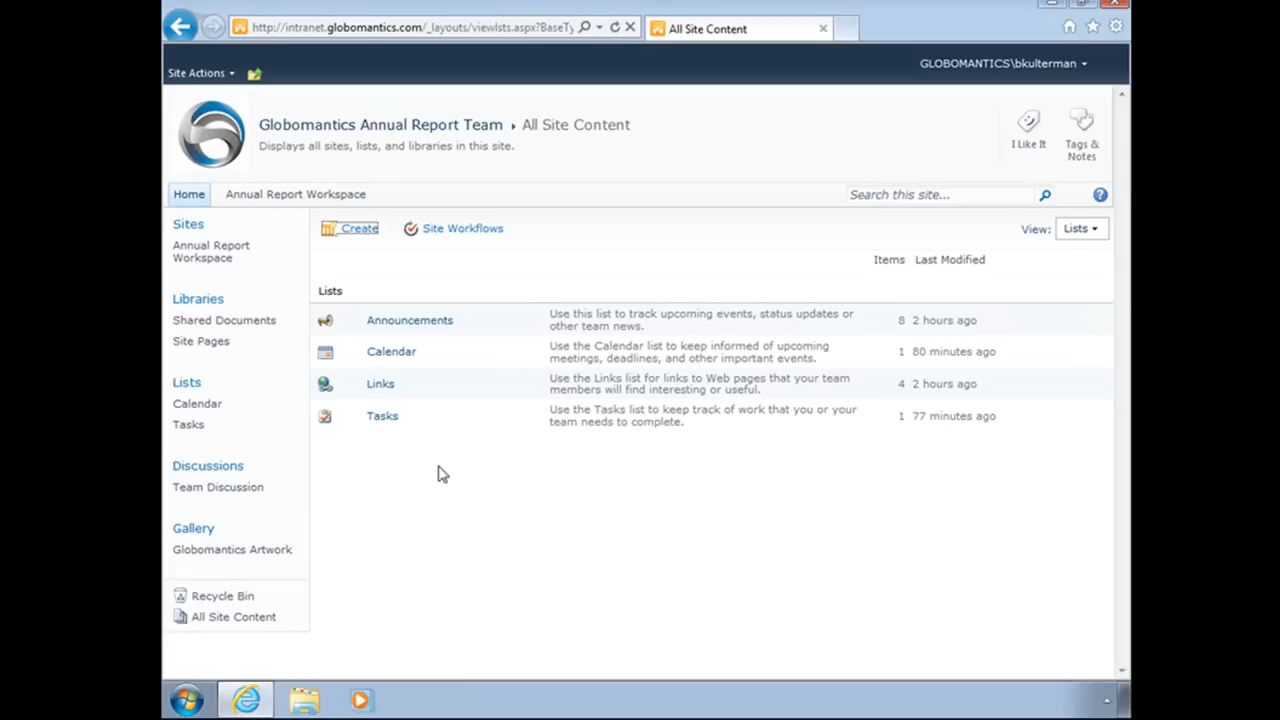 http://intranet.globomantics.com/_layouts/viewlsts.aspx?BaseTy
All Site Content
Site Actions
GLOBOMANTICS\bkulterman
Globomantics Annual Report Team
All Site Content
Displays all sites, lists, and libraries in this site.
I Like It
Tags &
Notes
Home
Annual Report Workspace
Search this site...
Sites
Annual Report
Workspace
Libraries
Shared Documents
Site Pages
Lists
Calendar
Tasks
Discussions
Team Discussion
Gallery
Globomantics Artwork
Recycle Bin
All Site Content
Create
Site Workflows
View: Lists
Items Last Modified
Lists
Announcements
Use this list to track upcoming events, status updates or
other team news.
8 2 hours ago
Calendar
Use the Calendar list to keep informed of upcoming
meetings, deadlines, and other important events.
1 80 minutes ago
Links
Use the Links list for links to Web pages that your team
members will find interesting or useful.
4 2 hours ago
Tasks
Use the Tasks list to keep track of work that you or your
team needs to complete.
1 77 minutes ago